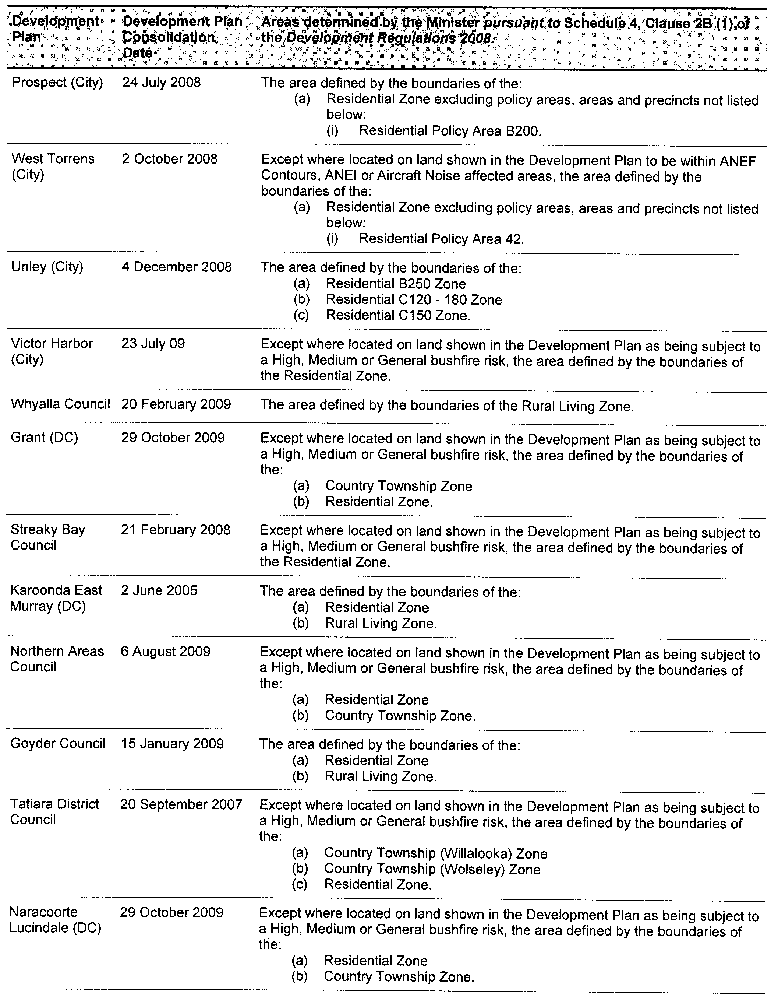 Development Plan
Development Plan Consolidation Date
Areas determined by the Minister pursuant to Schedule 4, Clause 2B (1) of
the Development Regulations 2008.
Prospect (City)
24 July 2008
The area defined by the boundaries of the:
(a) Residential Zone excluding policy areas, areas and precincts not listed
below:
(i) Residential Policy Area B200.
West Torrens
(City)
2 October 2008
Except where located on land shown in the Development Plan to be within ANEF
Contours, ANEI or Aircraft Noise affected areas, the area defined by the
boundaries of the:
(a) Residential Zone excluding policy areas, areas and precincts not listed
below:
(i) Residential Policy Area 42.
Unley (City)
4 December 2008
The area defined by the boundaries of the:
(a) Residential B250 Zone
(b) Residential C120 - 180 Zone
(c) Residential C150 Zone.
Victor Harbor
(City)
23 July 09
Except where located on land shown in the Development Plan as being subject to
a High, Medium or General bushfire risk, the area defined by the boundaries of
the Residential Zone.
Whyalla Council
20 February 2009
The area defined by the boundaries of the Rural Living Zone.
Grant (DC)
29 October 2009
Except where located on land shown in the Development Plan as being subject to
a High, Medium or General bushfire risk, the area defined by the boundaries of
the:
(a) Country Township Zone
(b) Residential Zone.
Streaky Bay
Council
21 February 2008
Except where located on land shown in the Development Plan as being subject to
a High, Medium or General bushfire risk, the area defined by the boundaries of
the Residential Zone.
Karoonda East
Murray (DC)
2 June 2005
The area defined by the boundaries of the:
(a) Residential Zone
(b) Rural Living Zone.
Northern Areas
Council
6 August 2009
Except where located on land shown in the Development Plan as being subject to
a High, Medium or General bushfire risk, the area defined by the boundaries of
the:
(a) Residential Zone
(b) Country Township Zone.
Goyder Council
15 January 2009
The area defined by the boundaries of the:
(a) Residential Zone
(b) Rural Living Zone.
Tatiara District
Council
20 September 2007
Except where located on land shown in the Development Plan as being subject to
a High, Medium or General bushfire risk, the area defined by the boundaries of
the:
(a) Country Township (Willalooka) Zone
(b) Country Township (Wolseley) Zone
(c) Residential Zone.
Naracoorte
Lucindale (DC)
29 October 2009
Except where located on land shown in the Development Plan as being subject to
a High, Medium or General bushfire risk, the area defined by the boundaries of
the:
(a) Residential Zone
(b) Country Township Zone.